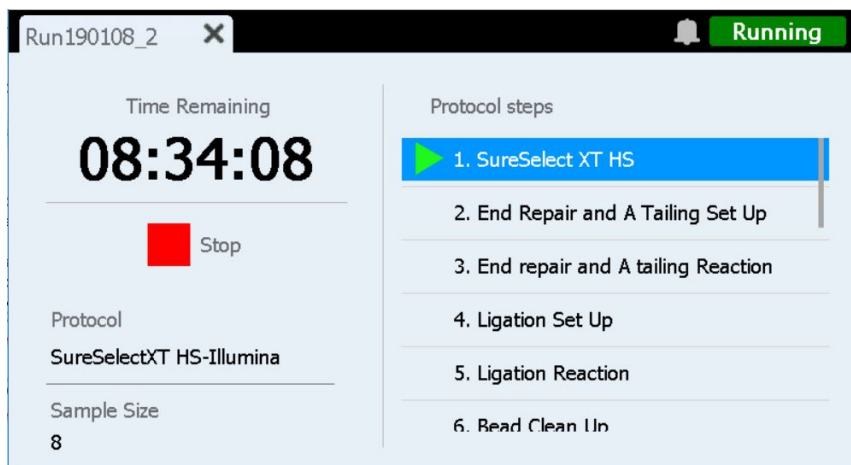 Run190108_2
Running
Time Remaining
08:34:08
Stop
Protocol
SureSelectXT HS-Illumina
Sample Size
8
Protocol steps
1. SureSelect XT HS
2. End Repair and A Tailing Set Up
3. End repair and A tailing Reaction
4. Ligation Set Up
5. Ligation Reaction
6. Bead Clean Up